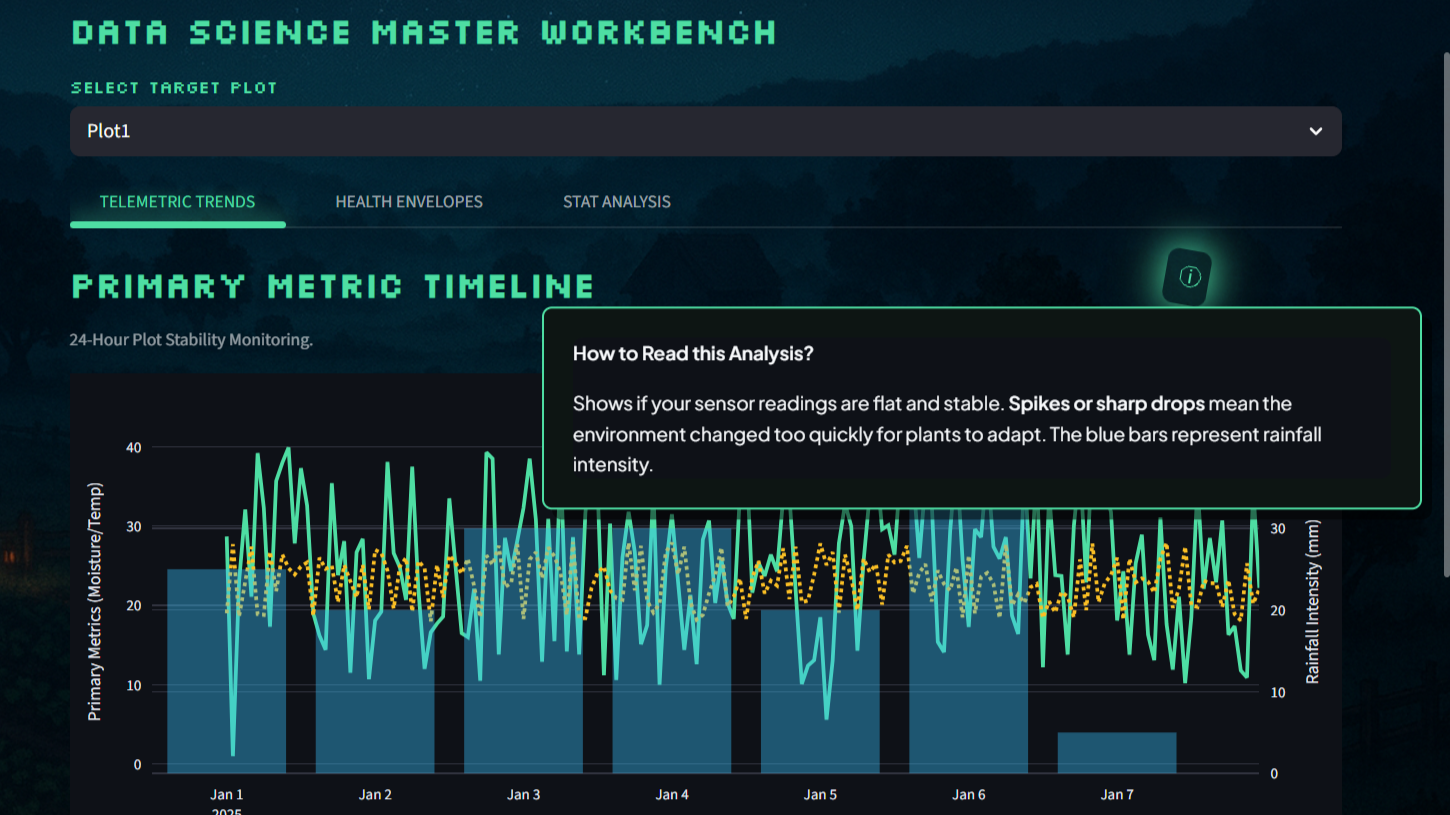 DATA SCIENCE MASTER WORKBENCH
SELECT TARGET PLOT
Plot1
TELEMETRIC TRENDS HEALTH ENVELOPES STAT ANALYSIS
PRIMARY METRIC TIMELINE
24-Hour Plot Stability Monitoring.
How to Read this Analysis?
Shows if your sensor readings are flat and stable. Spikes or sharp drops mean the
environment changed too quickly for plants to adapt. The blue bars represent rainfall
intensity.
Primary Metrics (Moisture/Temp)
40
30
20
10
0
30
20
10
0
Rainfall Intensity (mm)
Jan 1 Jan 2 Jan 3 Jan 4 Jan 5 Jan 6 Jan 7
2025